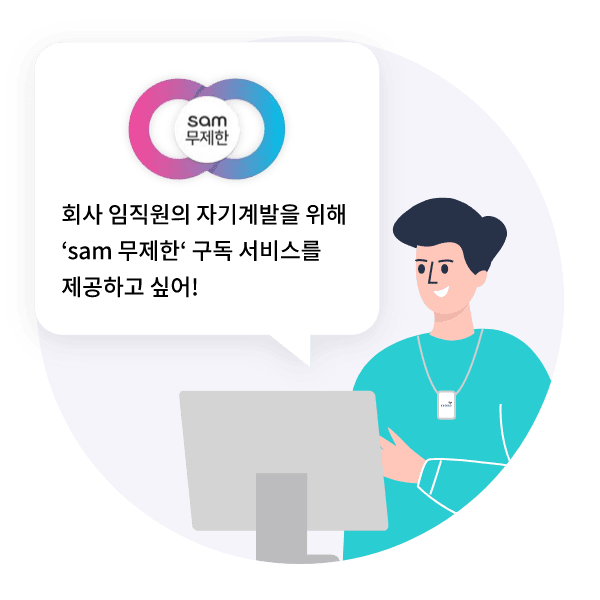 sam
무제한
회사 임직원의 자기계발을 위해
‘sam 무제한‘ 구독 서비스를
제공하고 싶어!